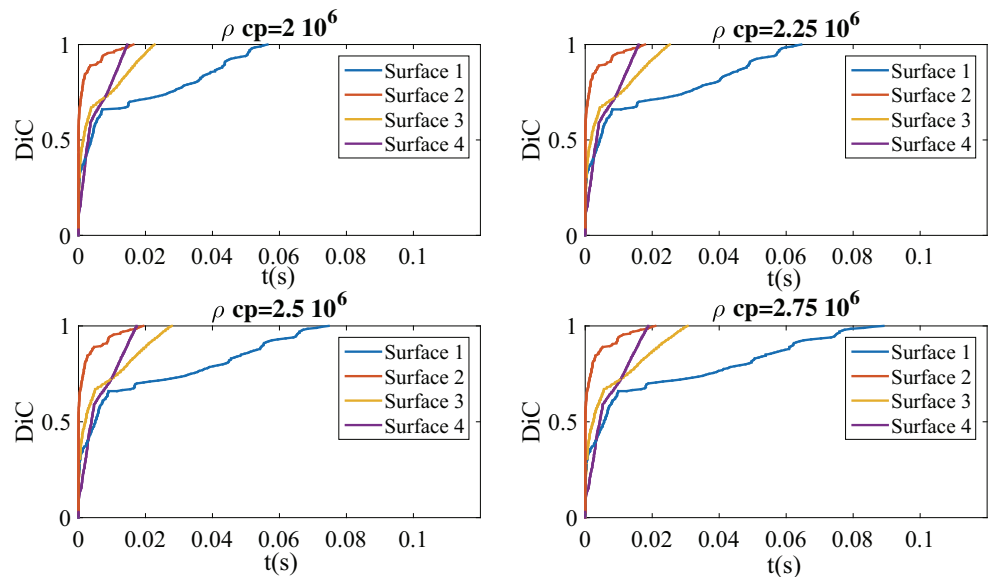 ρ cp=2 10^6
DiC
1
0.5
0
Surface 1
Surface 2
Surface 3
Surface 4
0 0.02 0.04 0.06 0.08 0.1
t(s)
ρ cp=2.25 10^6
DiC
1
0.5
0
Surface 1
Surface 2
Surface 3
Surface 4
0 0.02 0.04 0.06 0.08 0.1
t(s)
ρ cp=2.5 10^6
DiC
1
0.5
0
Surface 1
Surface 2
Surface 3
Surface 4
0 0.02 0.04 0.06 0.08 0.1
t(s)
ρ cp=2.75 10^6
DiC
1
0.5
0
Surface 1
Surface 2
Surface 3
Surface 4
0 0.02 0.04 0.06 0.08 0.1
t(s)